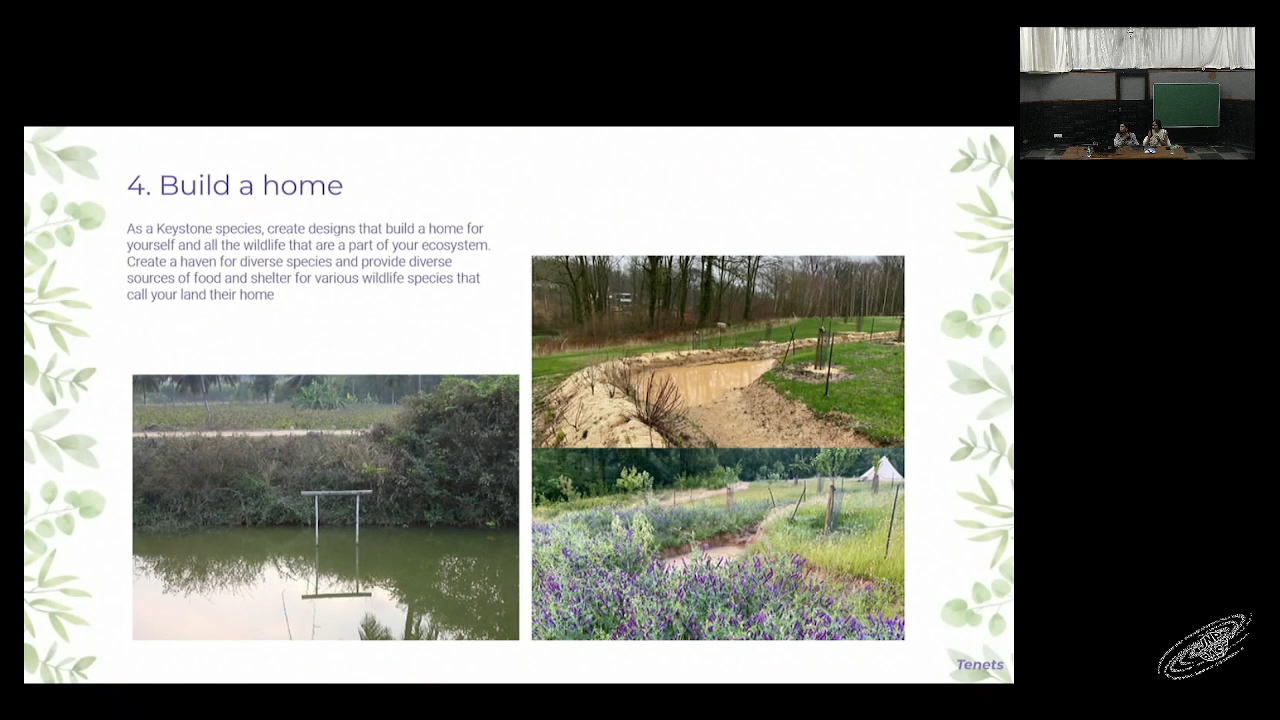 4. Build a home
As a Keystone species, create designs that build a home for
yourself and all the wildlife that are a part of your ecosystem.
Create a haven for diverse species and provide diverse
sources of food and shelter for various wildlife species that
call your land their home
Tenets